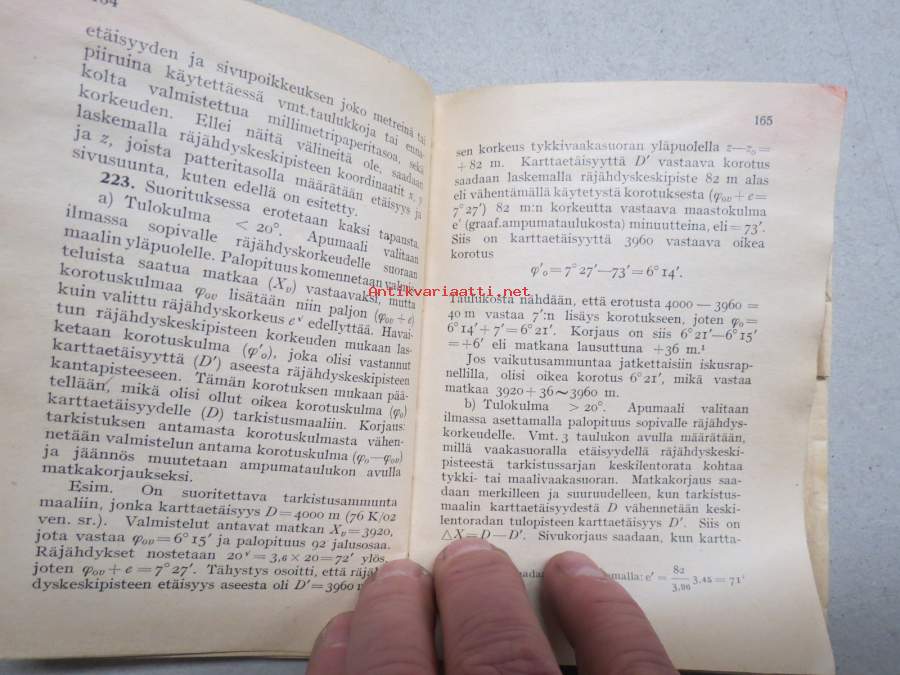 etäisyyden ja sivupoikkeuksen joko metreinä tai
piiruina käytettäessä vmt.taulukkoja tai
kolta valmistettua millimetripaperitasoa, sekä
korkeuden. Ellei näitä välineitä ole, saadaan
laskemalla räjähdyskeskipisteen koordinaatit x, y
ja z, joista patteritasolla määrätään etäisyys ja
sivusuunta, kuten edellä on esitetty.
223. Suorituksessa erotetaan kaksi tapausta
a) Tulokulma < 20°. Apumaali valitaan
ilmassa sopivalle räjähdyskorkeudelle suoraan
maalin yläpuolelle. Palopituus komennetaan valmis-
teluista saatua matkaa (Xv) vastaavaksi, mutta
korotuskulmaa φov lisätään niin paljon (φov + e)
kuin valittu räjähdyskorkeus eᵛ edellyttää. Havai-
tun räjähdyskeskipisteen korkeuden mukaan las-
ketaan korotuskulma (φ'o), joka olisi vastannut
karttaetäisyyttä (D') aseesta räjähdyskeskipisteen
kantapisteeseen. Tämän korotuksen mukaan pää-
tellään, mikä olisi ollut oikea korotuskulma (φo)
karttaetäisyydelle (D) tarkistusmaaliin. Korjaus:
tarkistuksen antamasta korotuskulmasta vähen-
netään valmistelun antama korotuskulma (φo—φov)
ja jäännös muutetaan ampumataulukon avulla
matkakorjaukseksi.
Esim. On suoritettava tarkistusammunta
maaliin, jonka karttaetäisyys D=4000 m (76 K/02
ven. sr.). Valmistelut antavat matkan Xv=3920,
jota vastaa φov=6° 15' ja palopituus 92 jalusosaa.
Räjähdykset nostetaan 20ᵛ=3,6×20=72' ylös,
joten φov+e=7°27'. Tähystys osoitti, että
dyskeskipisteen etäisyys aseesta oli D'=3960
165
sen korkeus tykkivaakasuoran yläpuolella z—zo=
+82 m. Karttaetäisyyttä D' vastaava korotus
saadaan laskemalla räjähdyskeskipiste 82 m alas
eli vähentämällä käytetystä korotuksesta (φov+e=
7°27') 82 m:n korkeutta vastaava maastokulma
e' (graaf.ampumataulukosta) minuutteina, eli = 73'.
Siis on karttaetäisyyttä 3960 vastaava oikea
korotus
φ'o=7° 27'—73'=6° 14'.
Antikvariaatti.net
Taulukosta nähdään, että erotusta 4000 — 3960 =
40 m vastaa 7':n lisäys korotukseen, joten φo=
6° 14'+7'=6° 21'. Korjaus on siis 6° 21'—6° 15'
=+6' eli matkana lausuttuna +36 m.¹
Jos vaikutusammuntaa jatkettaisiin iskusrap-
nellilla, olisi oikea korotus 6°21', mikä vastaa
matkaa 3920+36∼3960 m.
b) Tulokulma > 20°. Apumaali valitaan
ilmassa asettamalla palopituus sopivalle räjähdys-
korkeudelle. Vmt. 3 taulukon avulla määrätään,
millä vaakasuoralla etäisyydellä räjähdyskeski-
pisteestä tarkistussarjan keskilentorata kohtaa
tykki- tai maalivaakasuoran. Matkakorjaus saa-
daan merkilleen ja suuruudelleen, kun tarkistus-
maalin karttaetäisyydestä D vähennetään keski-
lentoradan tulopisteen karttaetäisyys D'. Siis on
△X=D—D'. Sivukorjaus saadaan, kun kartta-
e' = 82/3,96 3,45 = 71'